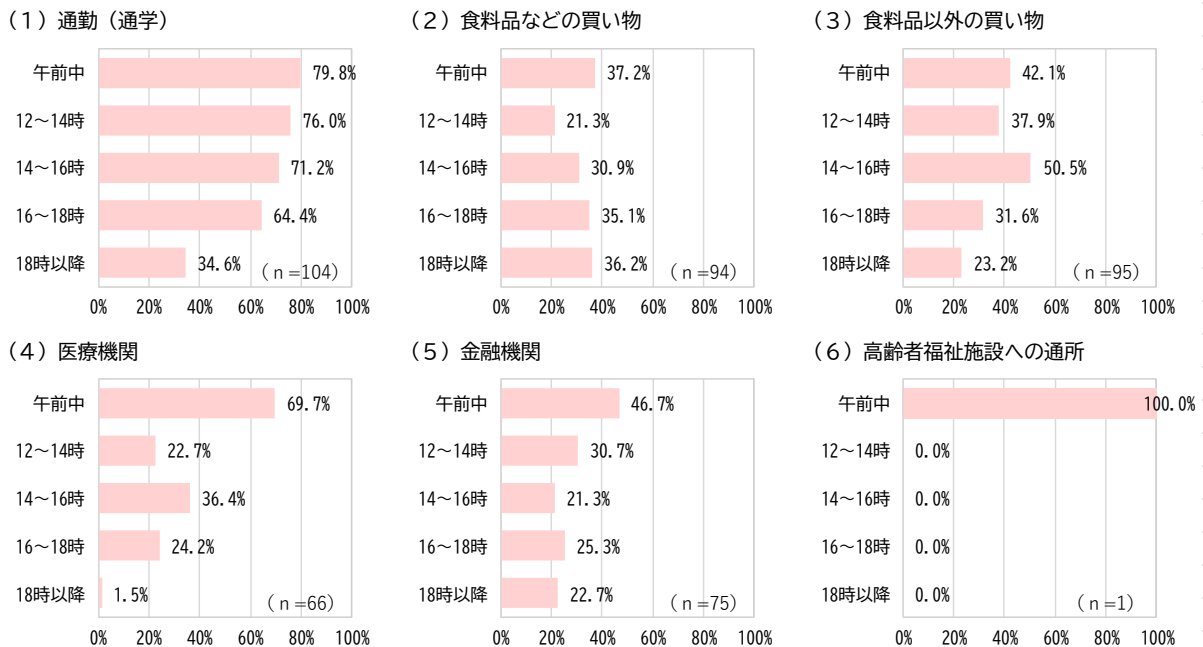 （１）通勤（通学）
午前中 79.8%
12～14時 76.0%
14～16時 71.2%
16～18時 64.4%
18時以降 34.6%
（ｎ=104）
0% 20% 40% 60% 80% 100%
（２）食料品などの買い物
午前中 37.2%
12～14時 21.3%
14～16時 30.9%
16～18時 35.1%
18時以降 36.2%
（ｎ=94）
0% 20% 40% 60% 80% 100%
（３）食料品以外の買い物
午前中 42.1%
12～14時 37.9%
14～16時 50.5%
16～18時 31.6%
18時以降 23.2%
（ｎ=95）
0% 20% 40% 60% 80% 100%
（４）医療機関
午前中 69.7%
12～14時 22.7%
14～16時 36.4%
16～18時 24.2%
18時以降 1.5%
（ｎ=66）
0% 20% 40% 60% 80% 100%
（５）金融機関
午前中 46.7%
12～14時 30.7%
14～16時 21.3%
16～18時 25.3%
18時以降 22.7%
（ｎ=75）
0% 20% 40% 60% 80% 100%
（６）高齢者福祉施設への通所
午前中 100.0%
12～14時 0.0%
14～16時 0.0%
16～18時 0.0%
18時以降 0.0%
（ｎ=1）
0% 20% 40% 60% 80% 100%